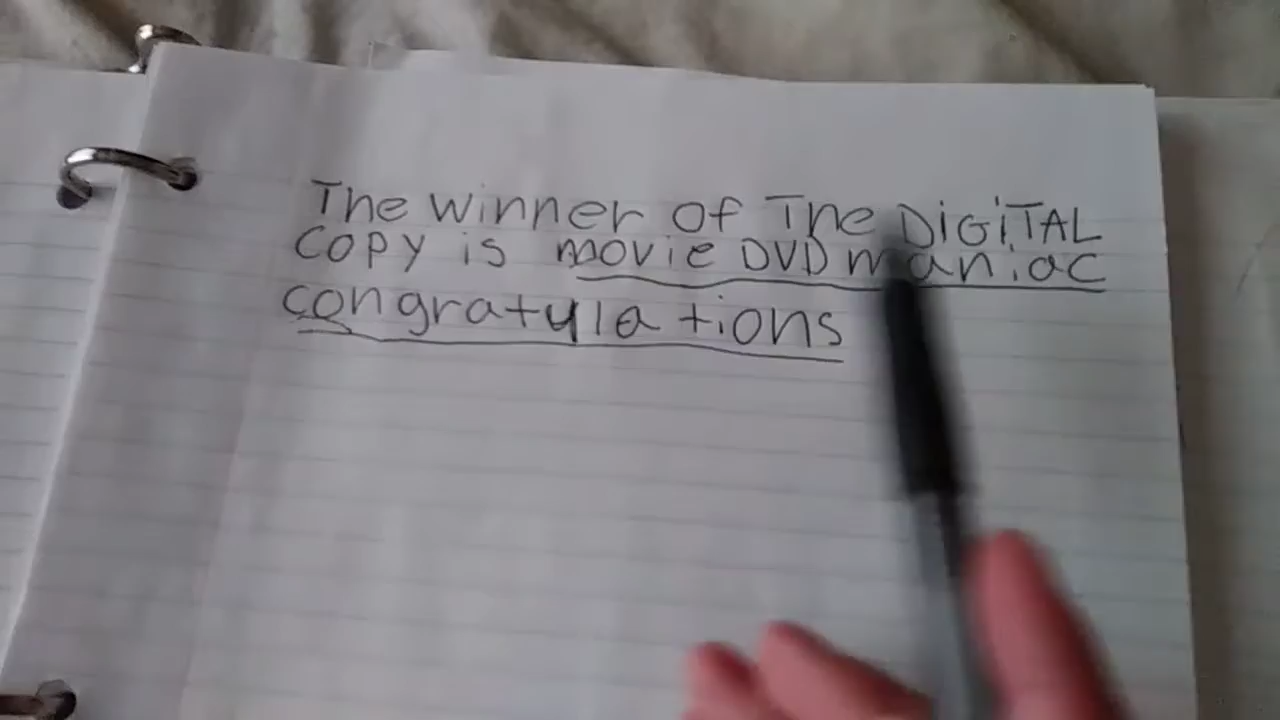 The winner of The DiGiTAL
COPY is movie DVD maniac
congratulations